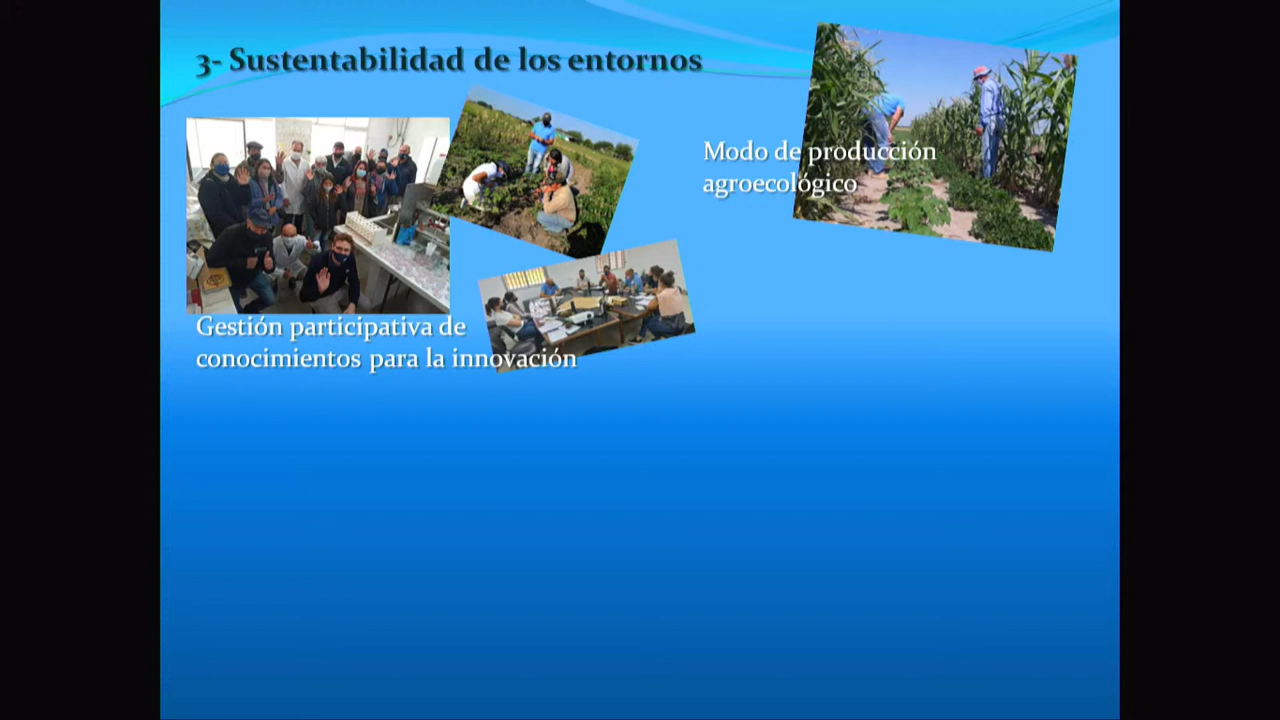 3- Sustentabilidad de los entornos
Modo de producción
agroecológico
Gestión participativa de
conocimientos para la innovación